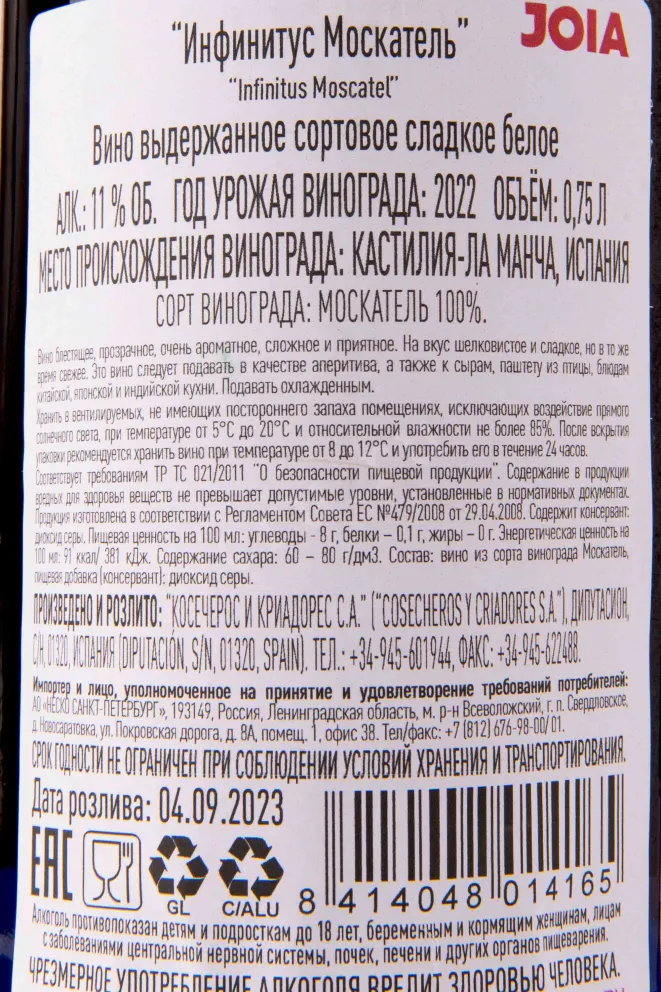 JOIA
"Инфинитус Москатель"
"Infinitus Moscatel"
Вино выдержанное сортовое сладкое белое
АЛК.: 11 % ОБ. ГОД УРОЖАЯ ВИНОГРАДА: 2022 ОБЪЁМ: 0,75 Л
МЕСТО ПРОИСХОЖДЕНИЯ ВИНОГРАДА: КАСТИЛИЯ-ЛА МАНЧА, ИСПАНИЯ
СОРТ ВИНОГРАДА: МОСКАТЕЛЬ 100%.
Вино блестящее, прозрачное, очень ароматное, сложное и приятное. На вкус шелковистое и сладкое, но в то же
время свежее. Это вино следует подавать в качестве аперитива, а также к сырам, паштету из птицы, блюдам
китайской, японской и индийской кухни. Подавать охлажденным.
Хранить в вентилируемых, не имеющих постороннего запаха помещениях, исключающих воздействие прямого
солнечного света, при температуре от 5°С до 20°С и относительной влажности не более 85%. После вскрытия
упаковки рекомендуется хранить вино при температуре от 8 до 12°С и употребить его в течение 24 часов.
Соответствует требованиям ТР ТС 021/2011 "О безопасности пищевой продукции". Содержание в продукции
вредных для здоровья веществ не превышает допустимые уровни, установленные в нормативных документах.
Продукция изготовлена в соответствии с Регламентом Совета ЕС №479/2008 от 29.04.2008. Содержит консервант:
диоксид серы. Пищевая ценность на 100 мл: углеводы - 8 г, белки – 0,1 г, жиры – 0 г. Энергетическая ценность на
100 мл: 91 ккал/ 381 кДж. Содержание сахара: 60 – 80 г/дм3. Состав: вино из сорта винограда Москатель,
пищевая добавка (консервант): диоксид серы.
ПРОИЗВЕДЕНО И РОЗЛИТО: "КОСЕЧЕРОС И КРИАДОРЕС С.А." ("COSECHEROS Y CRIADORES S.A."), ДИПУТАСИОН,
С/Н, 01320, ИСПАНИЯ (DIPUTACIÓN, S/N, 01320, SPAIN). ТЕЛ.: +34-945-601944, ФАКС: +34-945-622488.
Импортер и лицо, уполномоченное на принятие и удовлетворение требований потребителей:
АО «НЕСКО САНКТ-ПЕТЕРБУРГ», 193149, Россия, Ленинградская область, м. р-н Всеволожский, г. п. Свердловское,
д. Новосаратовка, ул. Покровская дорога, д. 8А, помещ. 1, офис 38. Тел/факс: +7 (812) 676-98-00/ 01.
СРОК ГОДНОСТИ НЕ ОГРАНИЧЕН ПРИ СОБЛЮДЕНИИ УСЛОВИЙ ХРАНЕНИЯ И ТРАНСПОРТИРОВАНИЯ.
Дата розлива: 04.09.2023
EAC
GL
C/ALU
8 414048 014165
Алкоголь противопоказан детям и подросткам до 18 лет, беременным и кормящим женщинам, лицам
с заболеваниями центральной нервной системы, почек, печени и других органов пищеварения.
ЧРЕЗМЕРНОЕ УПОТРЕБЛЕНИЕ АЛКОГОЛЯ ВРЕДИТ ЗДОРОВЬЮ ЧЕЛОВЕКА.